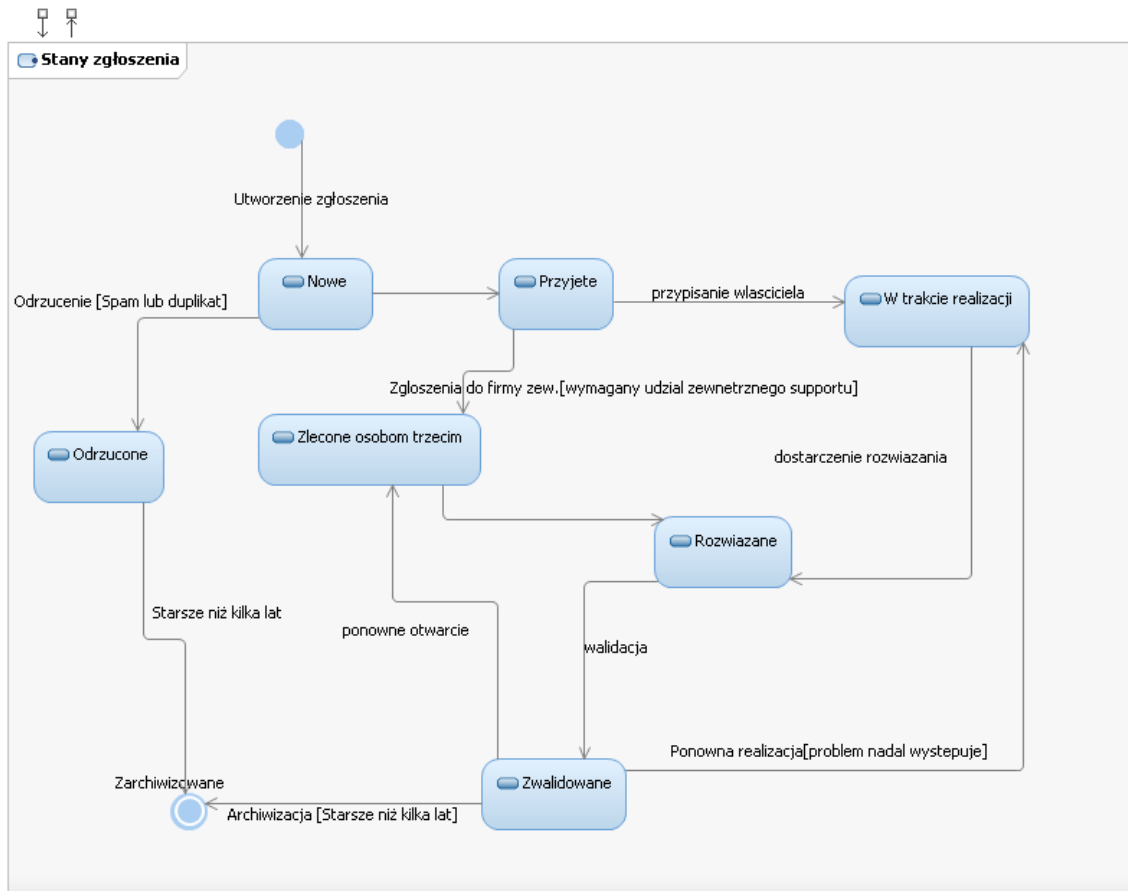 Stany zgłoszenia
Utworzenie zgłoszenia
Nowe
Przyjete
Odrzucenie [Spam lub duplikat]
przypisanie wlasciciela
W trakcie realizacji
Zgloszenia do firmy zew.[wymagany udzial zewnetrznego supportu]
Zlecone osobom trzecim
Odrzucone
dostarczenie rozwiazania
Rozwiazane
Starsze niż kilka lat
ponowne otwarcie
walidacja
Ponowna realizacja[problem nadal wystepuje]
Zarchiwizowane
Zwalidowane
Archiwizacja [Starsze niż kilka lat]